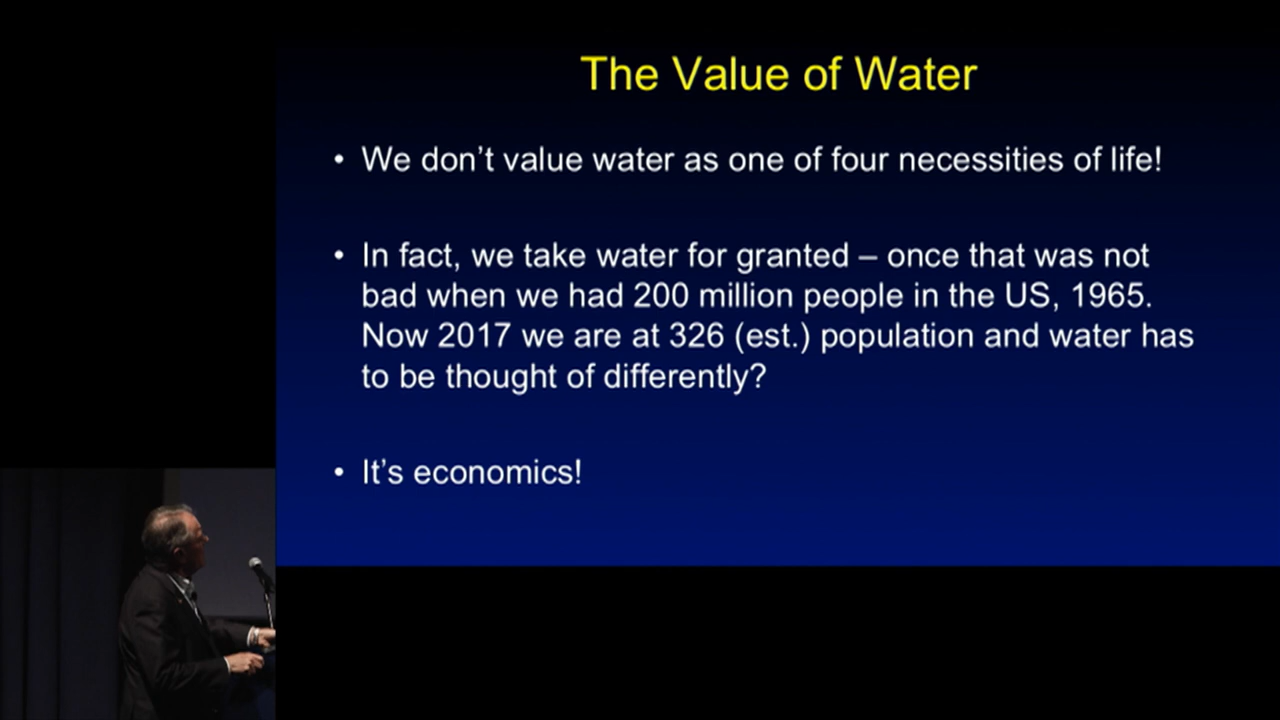 The Value of Water
• We don’t value water as one of four necessities of life!
• In fact, we take water for granted – once that was not
bad when we had 200 million people in the US, 1965.
Now 2017 we are at 326 (est.) population and water has
to be thought of differently?
• It’s economics!